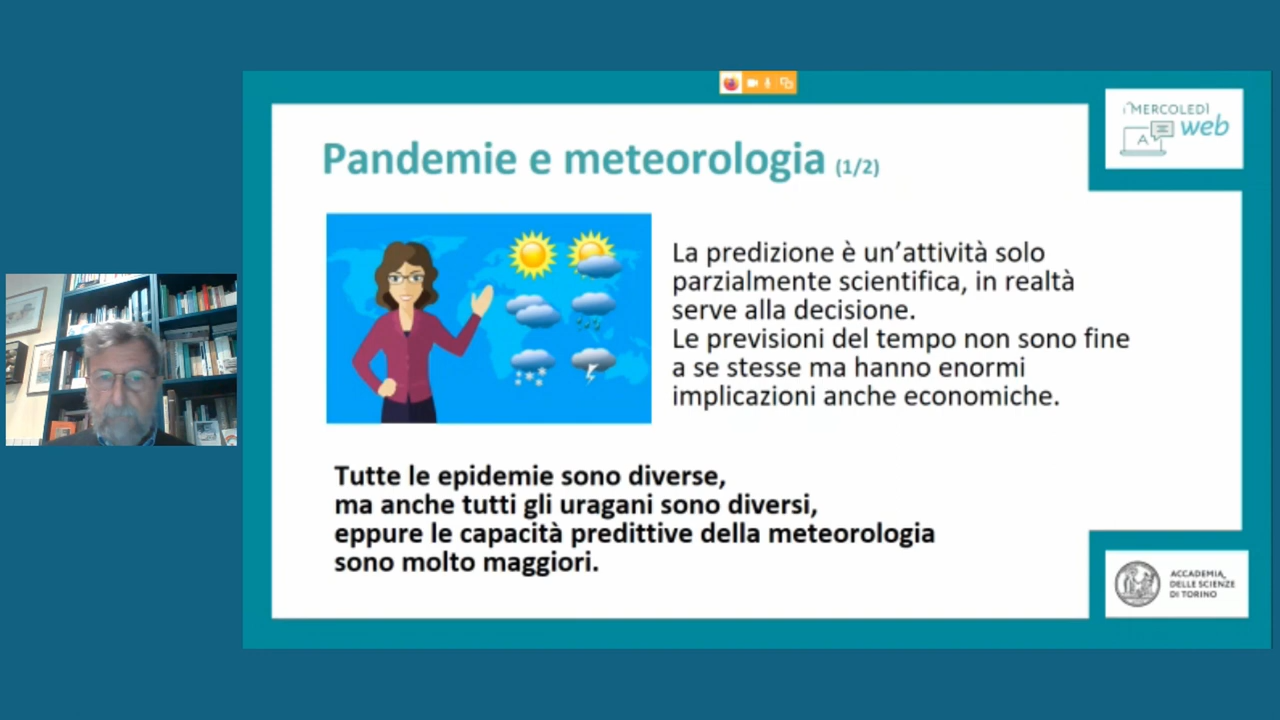 i MERCOLEDÌ
web
A
Pandemie e meteorologia (1/2)
La predizione è un’attività solo
parzialmente scientifica, in realtà
serve alla decisione.
Le previsioni del tempo non sono fine
a se stesse ma hanno enormi
implicazioni anche economiche.
Tutte le epidemie sono diverse,
ma anche tutti gli uragani sono diversi,
eppure le capacità predittive della meteorologia
sono molto maggiori.
ACCADEMIA
DELLE SCIENZE
DI TORINO